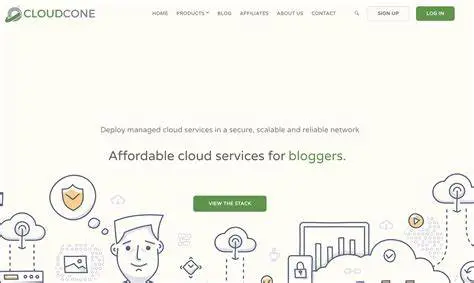 CLOUDCONE
HOME PRODUCTS BLOG AFFILIATES ABOUT US CONTACT SIGN UP LOG IN
Deploy managed cloud services in a secure, scalable and reliable network
Affordable cloud services for bloggers.
VIEW THE STACK